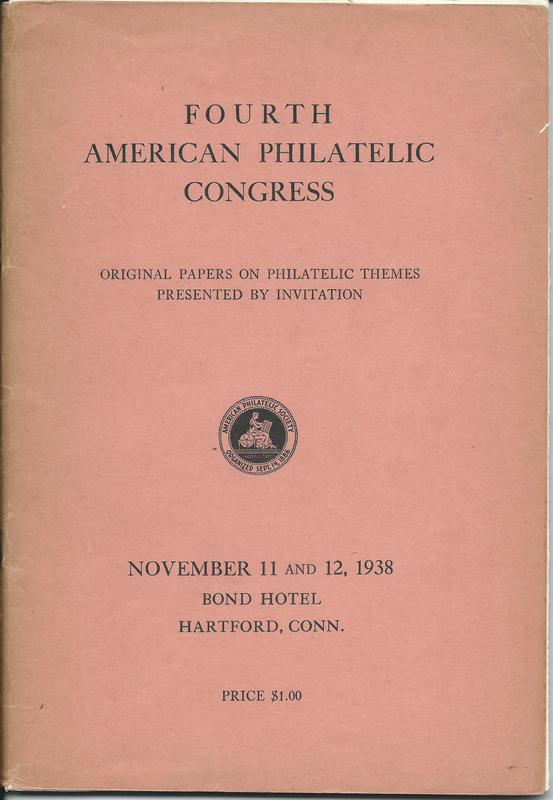 FOURTH
AMERICAN PHILATELIC
CONGRESS
ORIGINAL PAPERS ON PHILATELIC THEMES
PRESENTED BY INVITATION
AMERICAN PHILATELIC SOCIETY
ORGANIZED SEPT. 14, 1886
NOVEMBER 11 AND 12, 1938
BOND HOTEL
HARTFORD, CONN.
PRICE $1.00